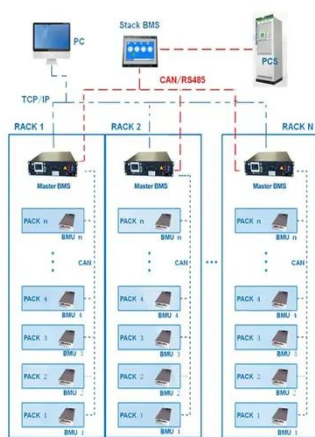 Stack BMS
PC
CAN/RS485
PCS
TCP/IP
RACK 1
RACK 2
RACK N
Master BMS
Master BMS
Master BMS
PACK n
BMU n
CAN
PACK 4
BMU 4
PACK 3
BMU 3
PACK 2
BMU 2
PACK 1
BMU 1
PACK n
BMU n
CAN
PACK 4
BMU 4
PACK 3
BMU 3
PACK 2
BMU 2
PACK 1
BMU 1
...
PACK n
BMU n
CAN
PACK 4
BMU 4
PACK 3
BMU 3
PACK 2
BMU 2
PACK 1
BMU 1